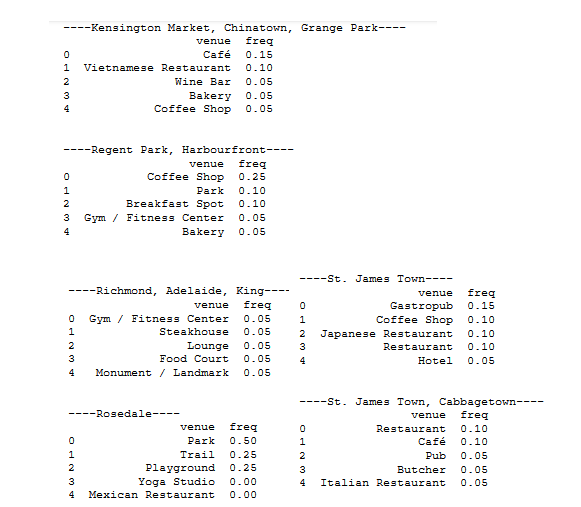 ----Kensington Market, Chinatown, Grange Park----
venue freq
0 Café 0.15
1 Vietnamese Restaurant 0.10
2 Wine Bar 0.05
3 Bakery 0.05
4 Coffee Shop 0.05
----Regent Park, Harbourfront----
venue freq
0 Coffee Shop 0.25
1 Park 0.10
2 Breakfast Spot 0.10
3 Gym / Fitness Center 0.05
4 Bakery 0.05
----Richmond, Adelaide, King----
venue freq
0 Gym / Fitness Center 0.05
1 Steakhouse 0.05
2 Lounge 0.05
3 Food Court 0.05
4 Monument / Landmark 0.05
----Rosedale----
venue freq
0 Park 0.50
1 Trail 0.25
2 Playground 0.25
3 Yoga Studio 0.00
4 Mexican Restaurant 0.00
----St. James Town----
venue freq
0 Gastropub 0.15
1 Coffee Shop 0.10
2 Japanese Restaurant 0.10
3 Restaurant 0.10
4 Hotel 0.05
----St. James Town, Cabbagetown----
venue freq
0 Restaurant 0.10
1 Café 0.10
2 Pub 0.05
3 Butcher 0.05
4 Italian Restaurant 0.05